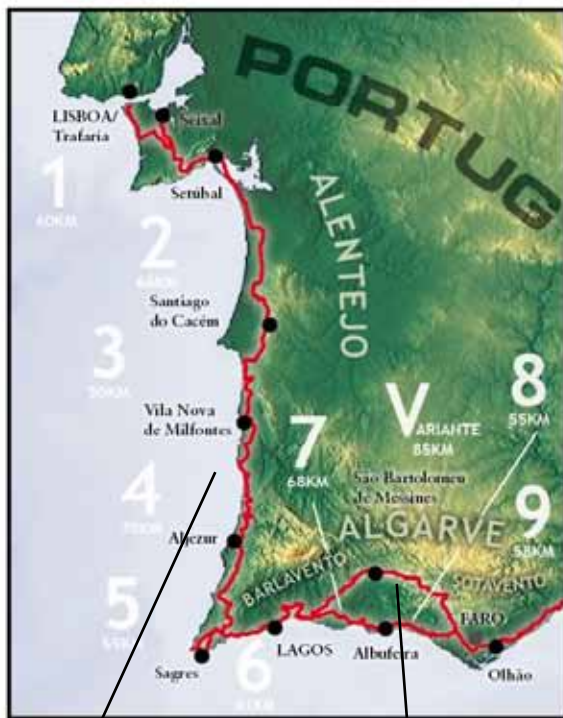 PORTUG
LISBOA/
Trafaria
Seixal
1
60KM
Setúbal
ALENTEJO
2
Santiago
do Cacém
3
V
ARIANTE
85KM
8
55KM
Vila Nova
de Milfontes
7
68KM
São Bartolomeu
de Messines
4
Aljezur
ALGARVE
9
58KM
BARLAVENTO
SOTAVENTO
5
FARO
LAGOS
Albufeira
Olhão
Sagres
6